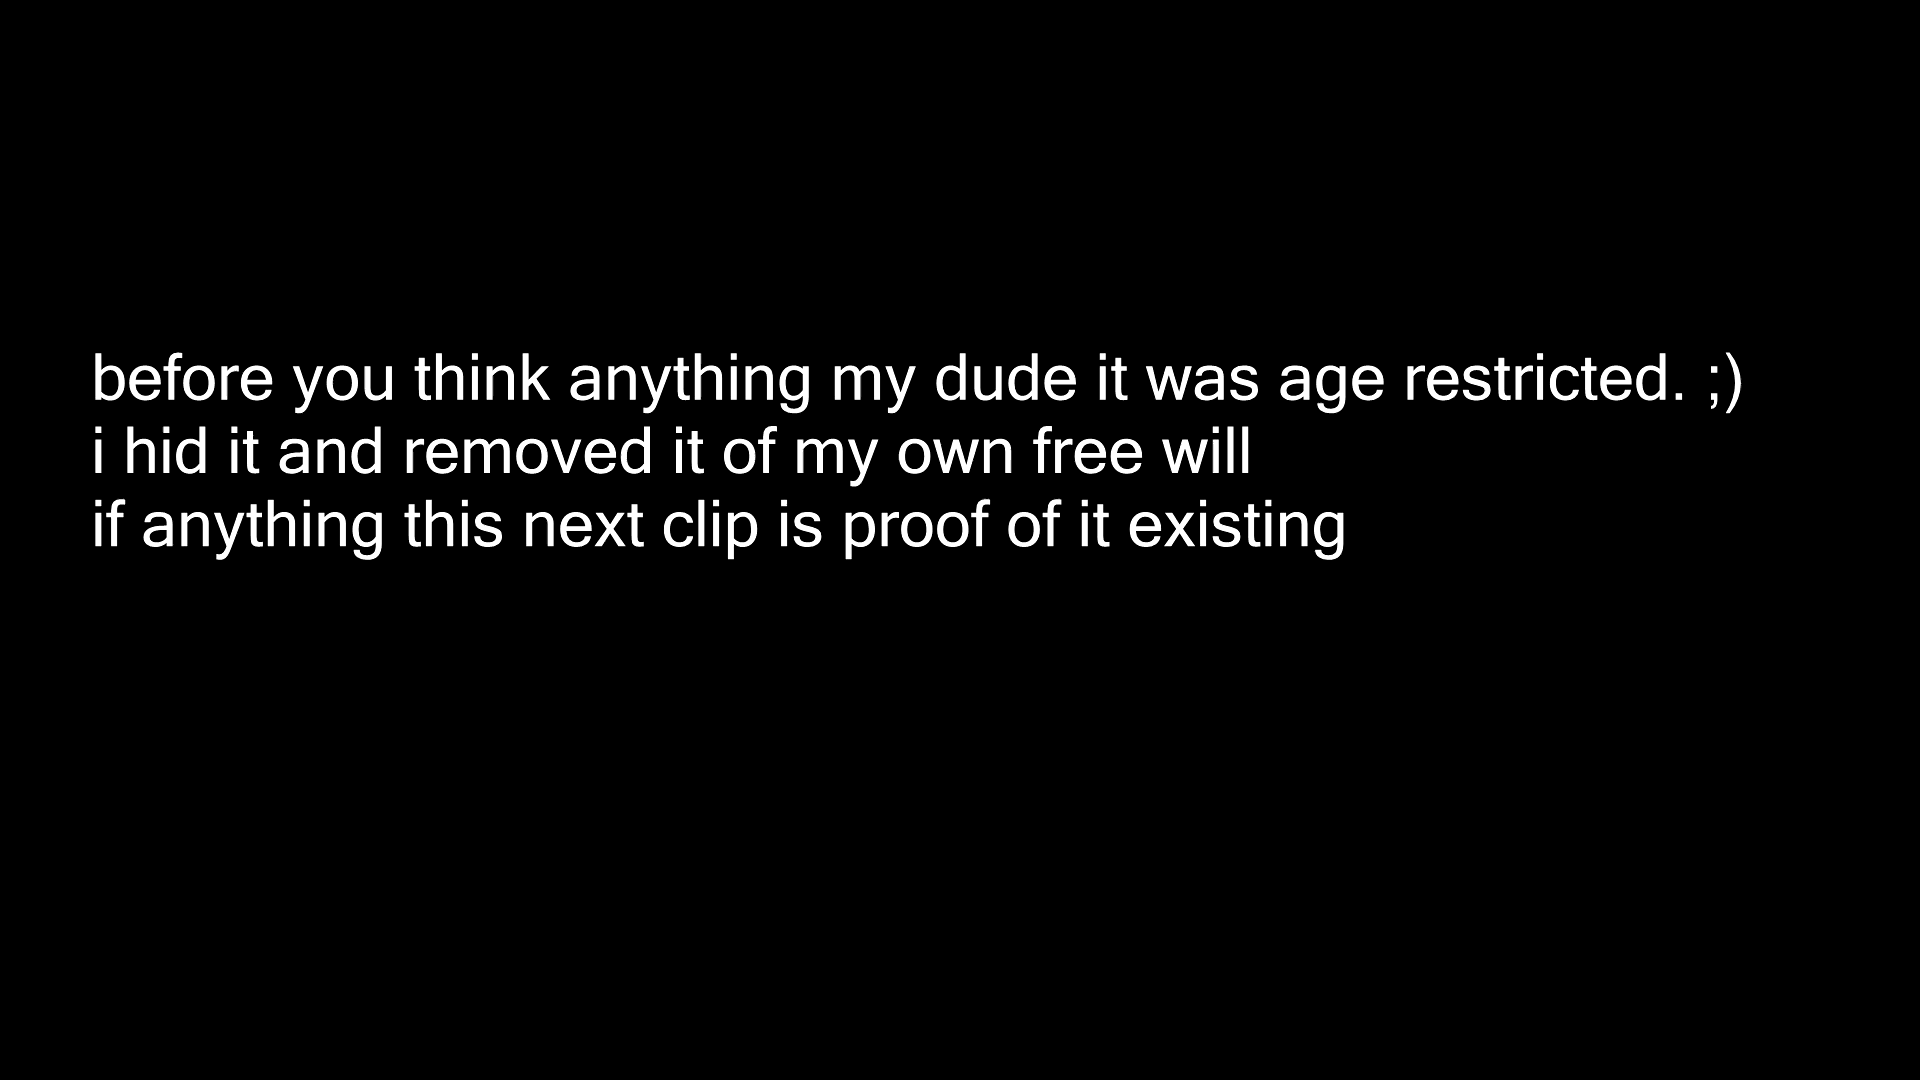 before you think anything my dude it was age restricted. ;)
i hid it and removed it of my own free will
if anything this next clip is proof of it existing